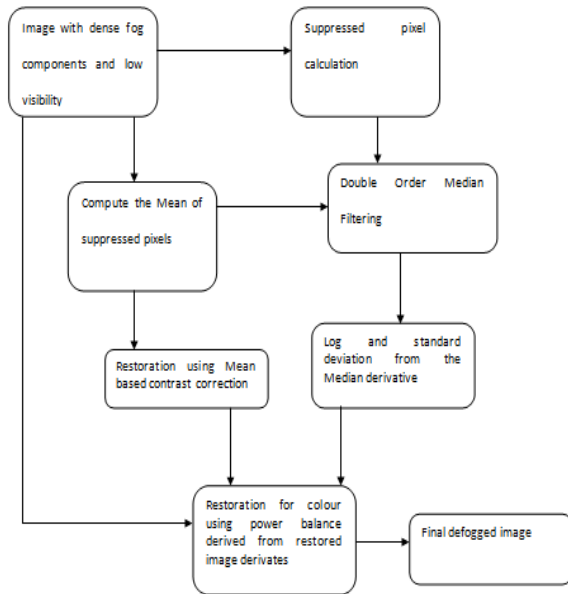 Image with dense fog
components and low
visibility
Suppressed pixel
calculation
Compute the Mean of
suppressed pixels
Double Order Median
Filtering
Restoration using Mean
based contrast correction
Log and standard
deviation from the
Median derivative
Restoration for colour
using power balance
derived from restored
image derivates
Final defogged image